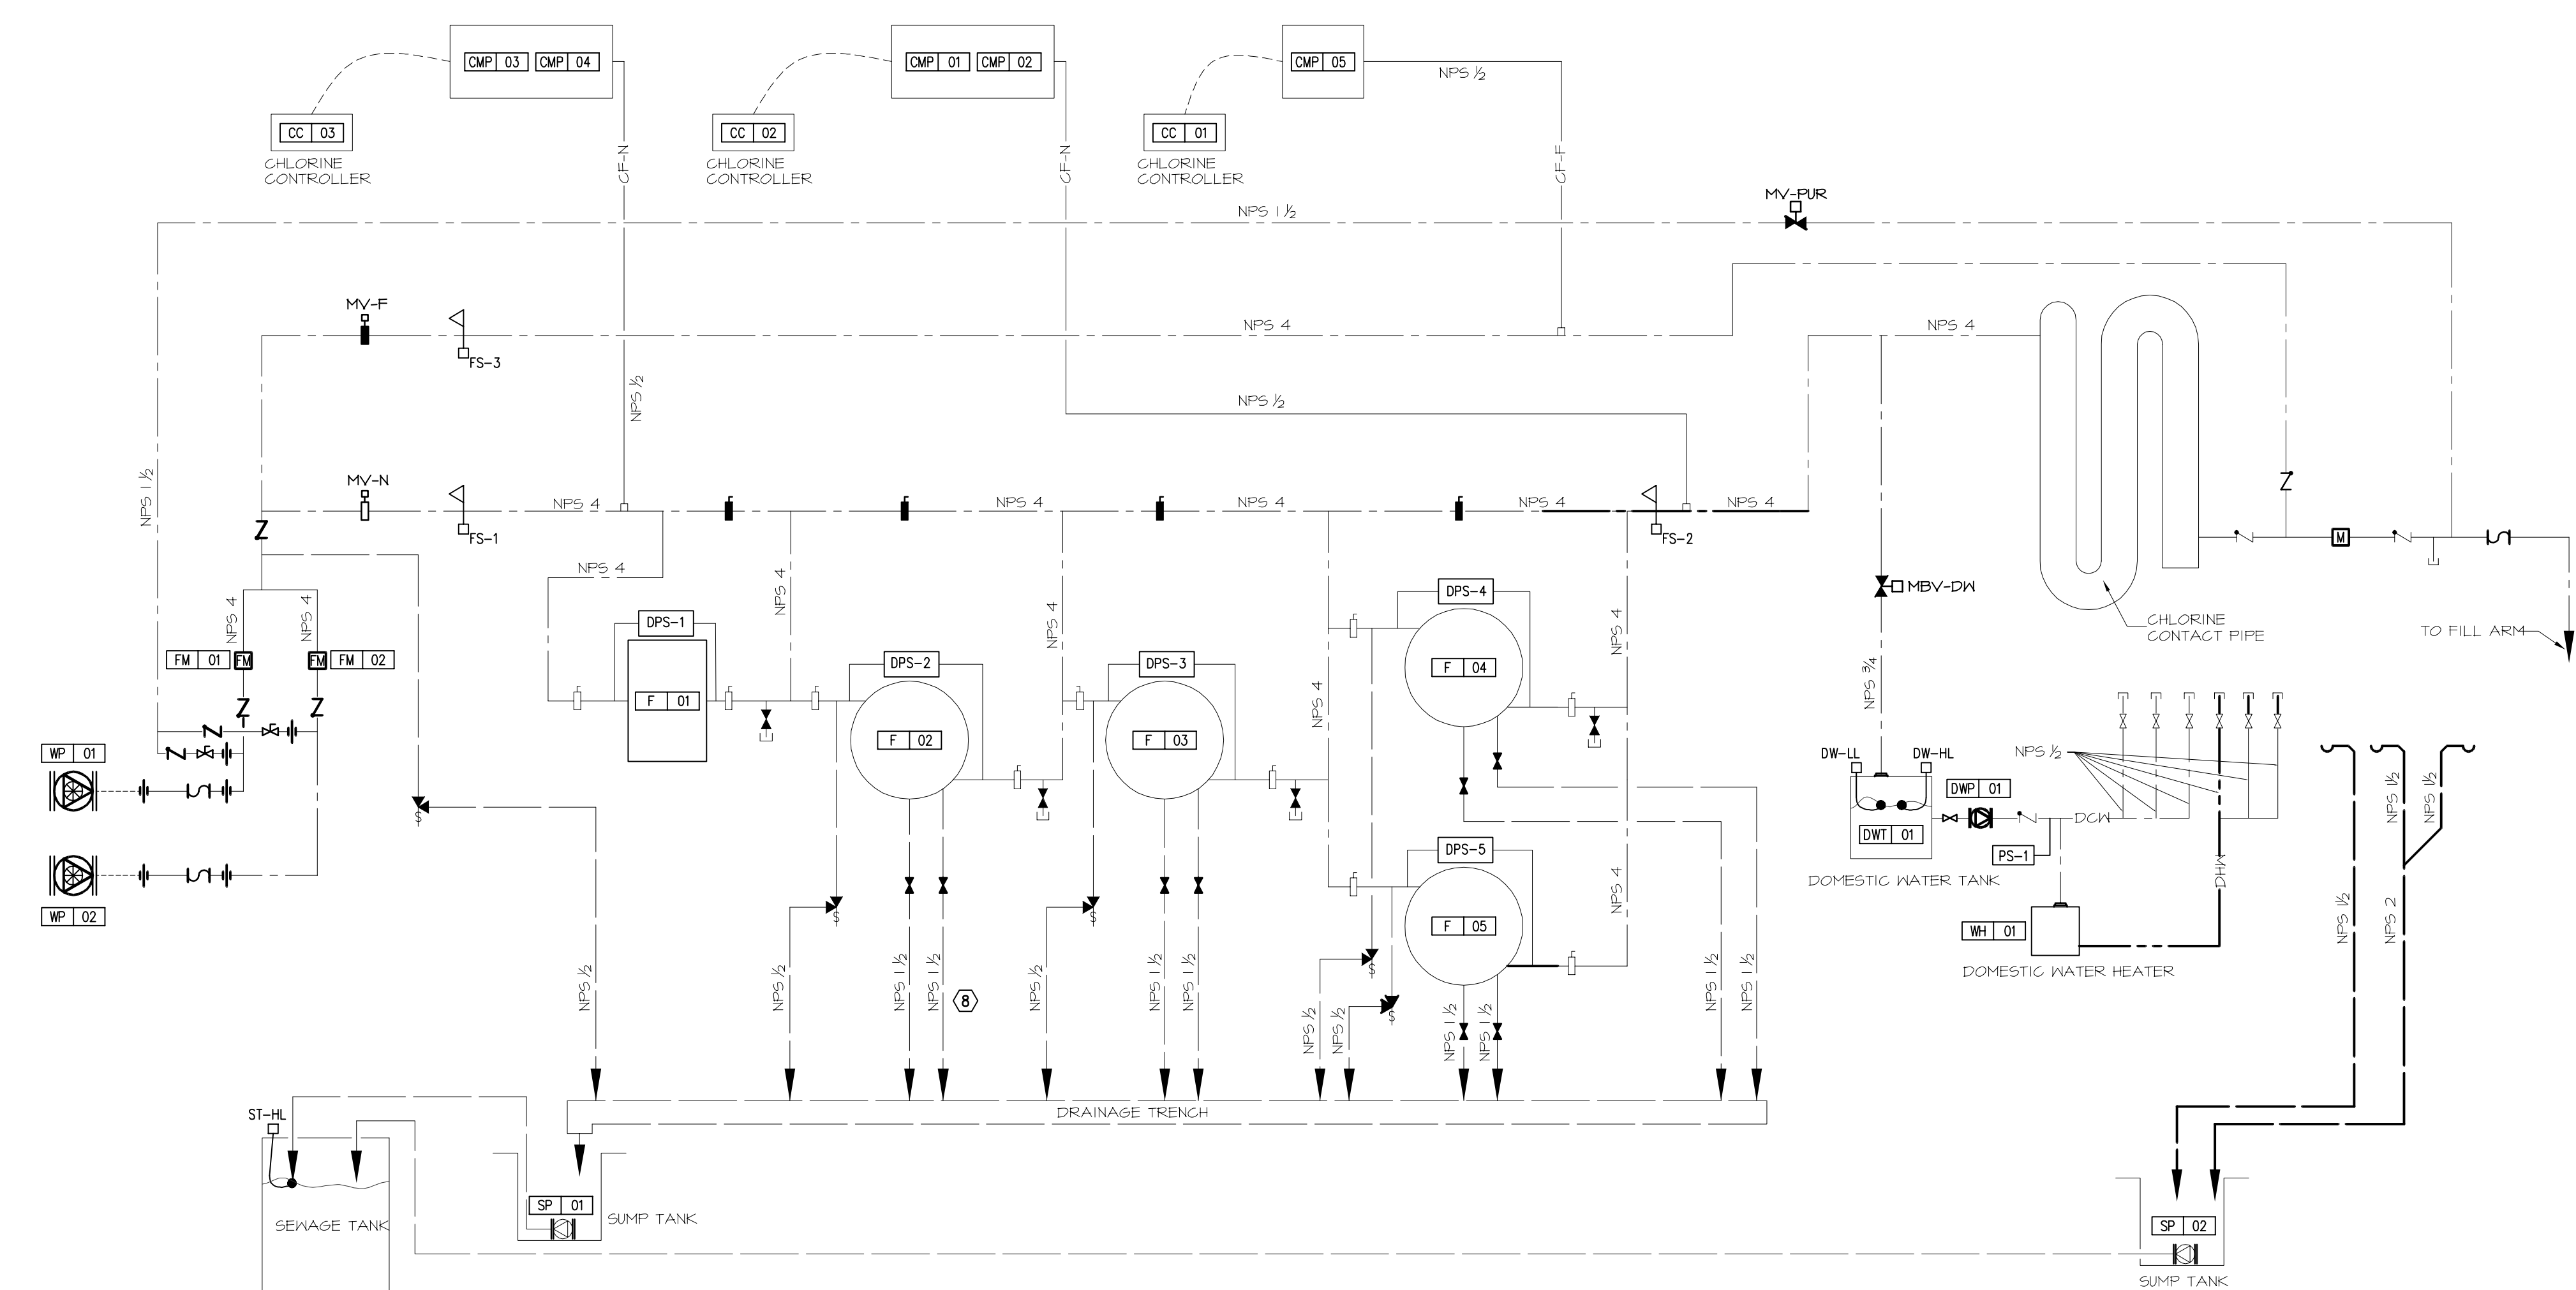 CMP 03 CMP 04
CMP 01 CMP 02
CMP 05
NPS ½
CC 03
CHLORINE
CONTROLLER
CC 02
CHLORINE
CONTROLLER
CC 01
CHLORINE
CONTROLLER
CF-N
CF-N
CF-F
MV-PUR
NPS 1 ½
MV-F
FS-3
NPS 4
NPS 4
NPS ½
NPS ½
NPS 1 ½
MV-N
FS-1
NPS 4
NPS 4
NPS 4
NPS 4
NPS 4
FS-2
M
NPS 4
NPS 4
NPS 4
NPS 4
NPS 4
NPS 4
NPS 4
NPS 4
NPS 4
MBV-DW
CHLORINE
CONTACT PIPE
TO FILL ARM
DPS-1
DPS-2
DPS-3
DPS-4
DPS-5
FM 01
FM
FM
FM 02
F 01
F 02
F 03
F 04
F 05
WP 01
WP 02
NPS ¾
NPS ½
DW-LL
DW-HL
DWP 01
DWT 01
DCW
PS-1
DHW
DOMESTIC WATER TANK
WH 01
DOMESTIC WATER HEATER
NPS 1½
NPS 1½
NPS 1½
NPS 2
S
S
S
S
S
NPS ½
NPS ½
NPS 1 ½
NPS 1 ½
8
NPS ½
NPS 1 ½
NPS 1 ½
NPS ½
NPS ½
NPS 1 ½
NPS 1 ½
NPS 1 ½
NPS 1 ½
DRAINAGE TRENCH
ST-HL
SEWAGE TANK
SP 01
SUMP TANK
SP 02
SUMP TANK